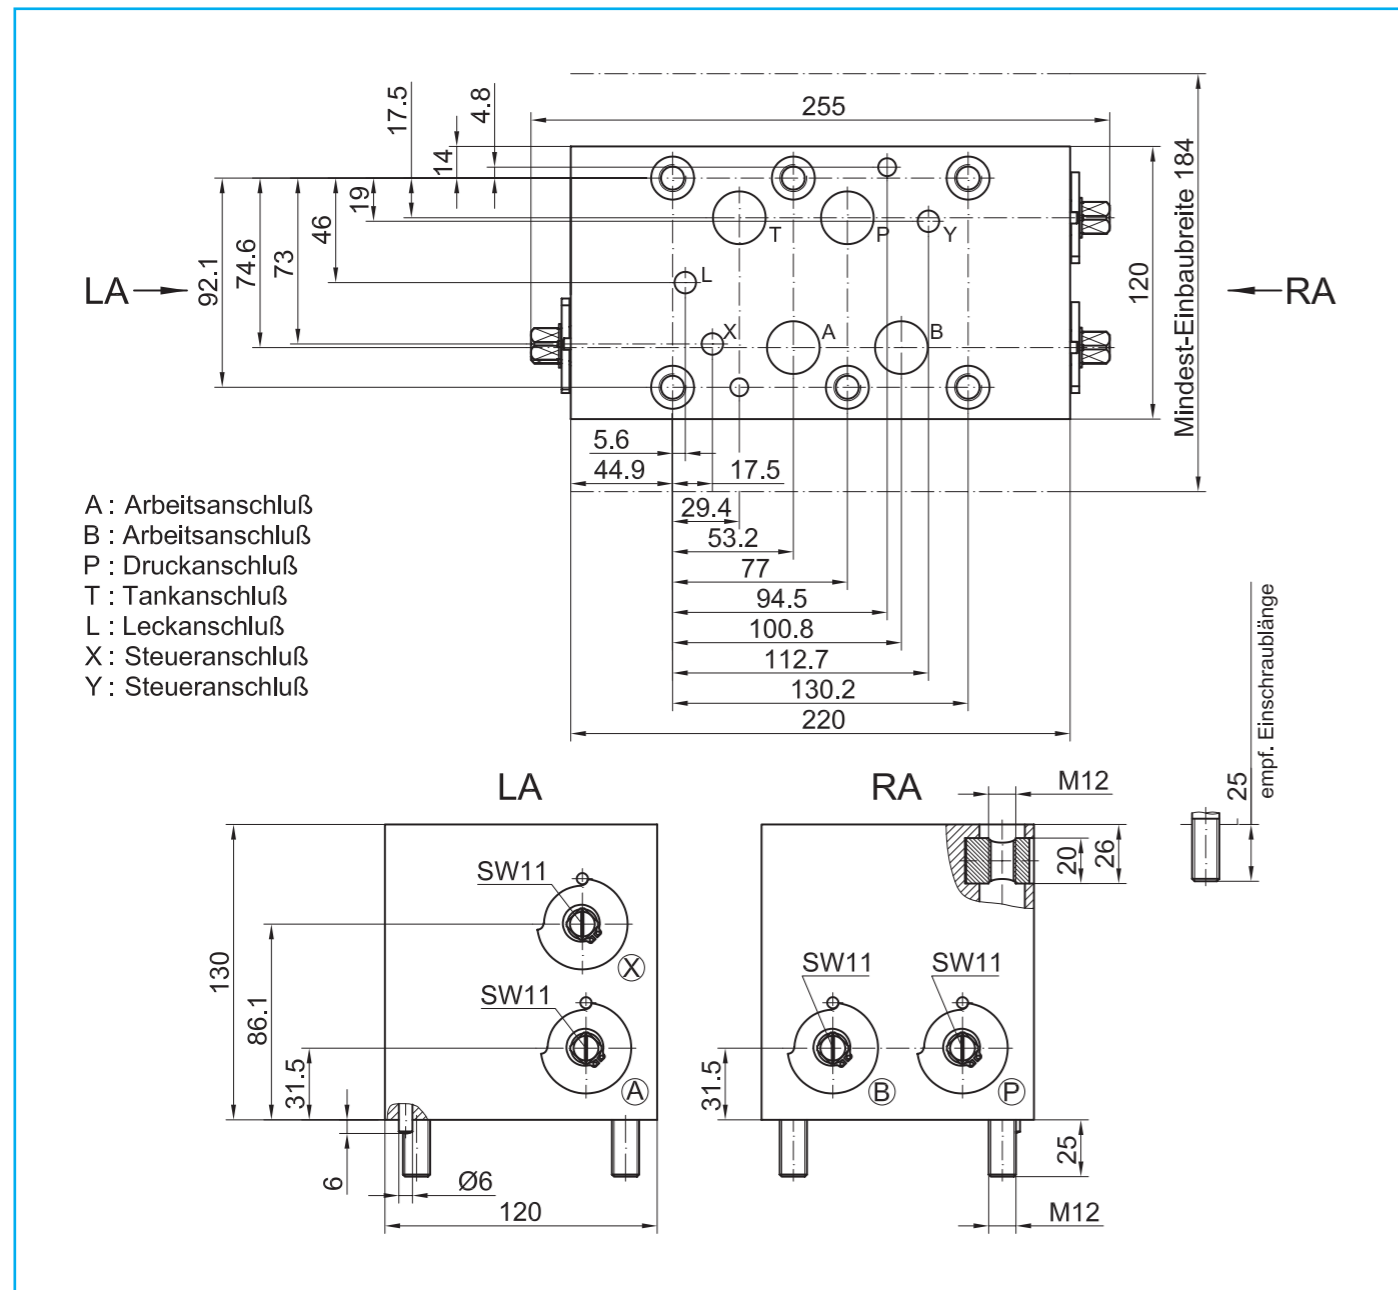 255
17.5
4.8
14
19
46
73
74.6
92.1
LA
RA
120
Mindest-Einbaubreite 184
T
P
Y
L
X
A
B
5.6
44.9
17.5
29.4
53.2
77
94.5
100.8
112.7
130.2
220
A : Arbeitsanschluß
B : Arbeitsanschluß
P : Druckanschluß
T : Tankanschluß
L : Leckanschluß
X : Steueranschluß
Y : Steueranschluß
25
empf. Einschraublänge
LA
SW11
X
SW11
A
130
86.1
31.5
6
Ø6
120
RA
M12
20
26
SW11
SW11
B
P
31.5
25
M12